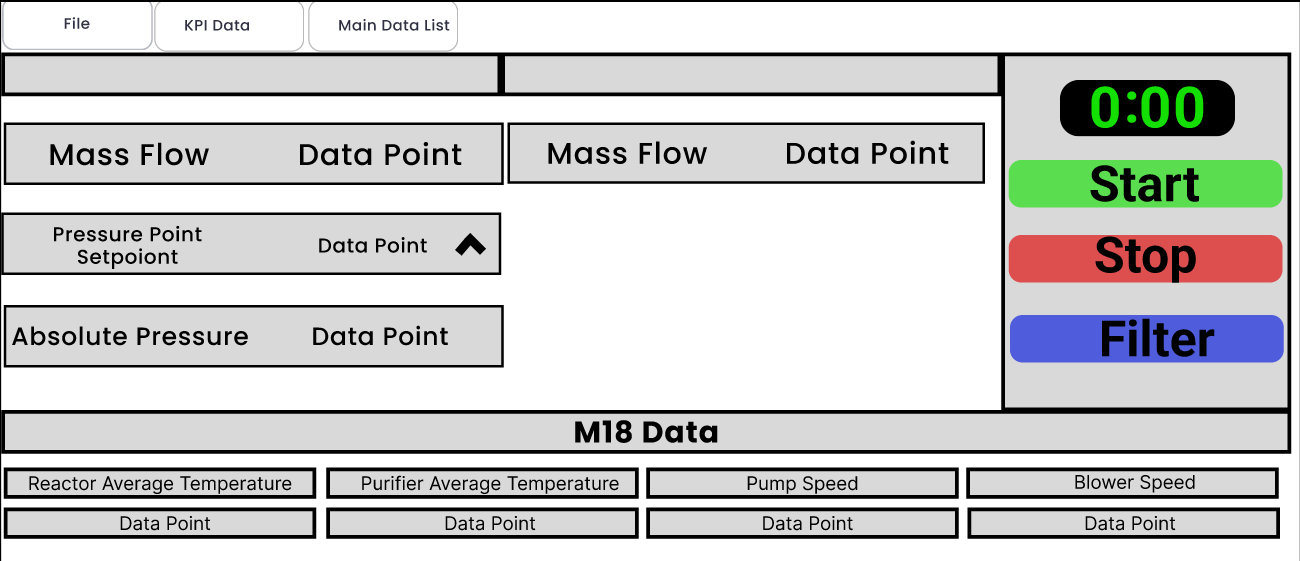 File
KPI Data
Main Data List
0:00
Mass Flow Data Point
Mass Flow Data Point
Start
Pressure Point
Setpoiont
Data Point
Stop
Absolute Pressure Data Point
Filter
M18 Data
Reactor Average Temperature
Purifier Average Temperature
Pump Speed
Blower Speed
Data Point
Data Point
Data Point
Data Point